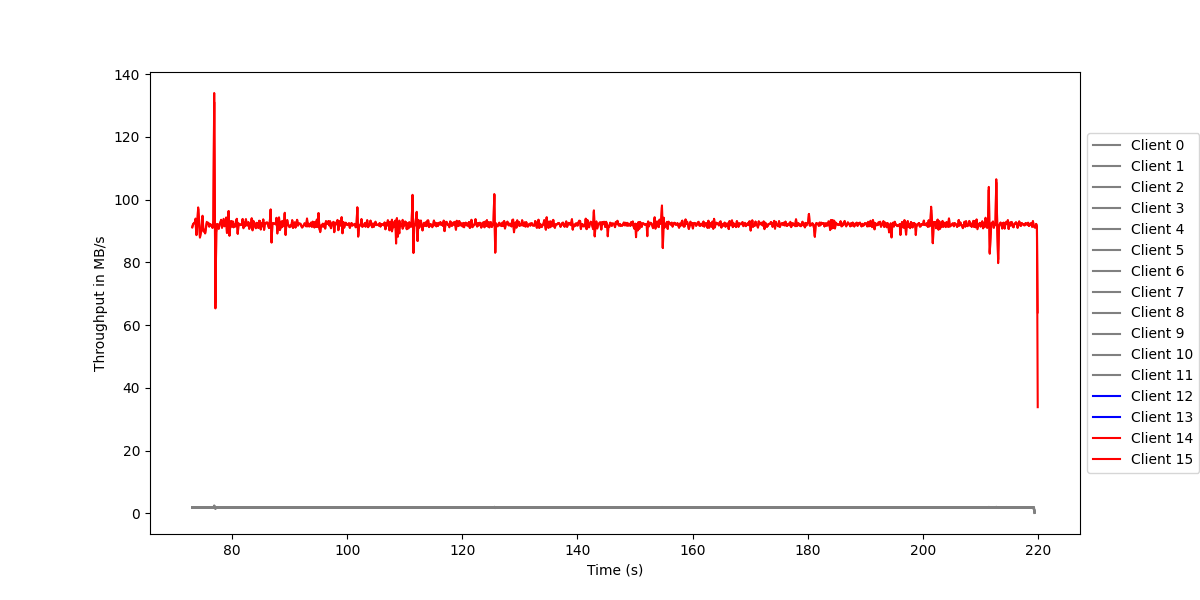 140
120
100
80
60
40
20
0
Throughput in MB/s
80 100 120 140 160 180 200 220
Time (s)
Client 0
Client 1
Client 2
Client 3
Client 4
Client 5
Client 6
Client 7
Client 8
Client 9
Client 10
Client 11
Client 12
Client 13
Client 14
Client 15